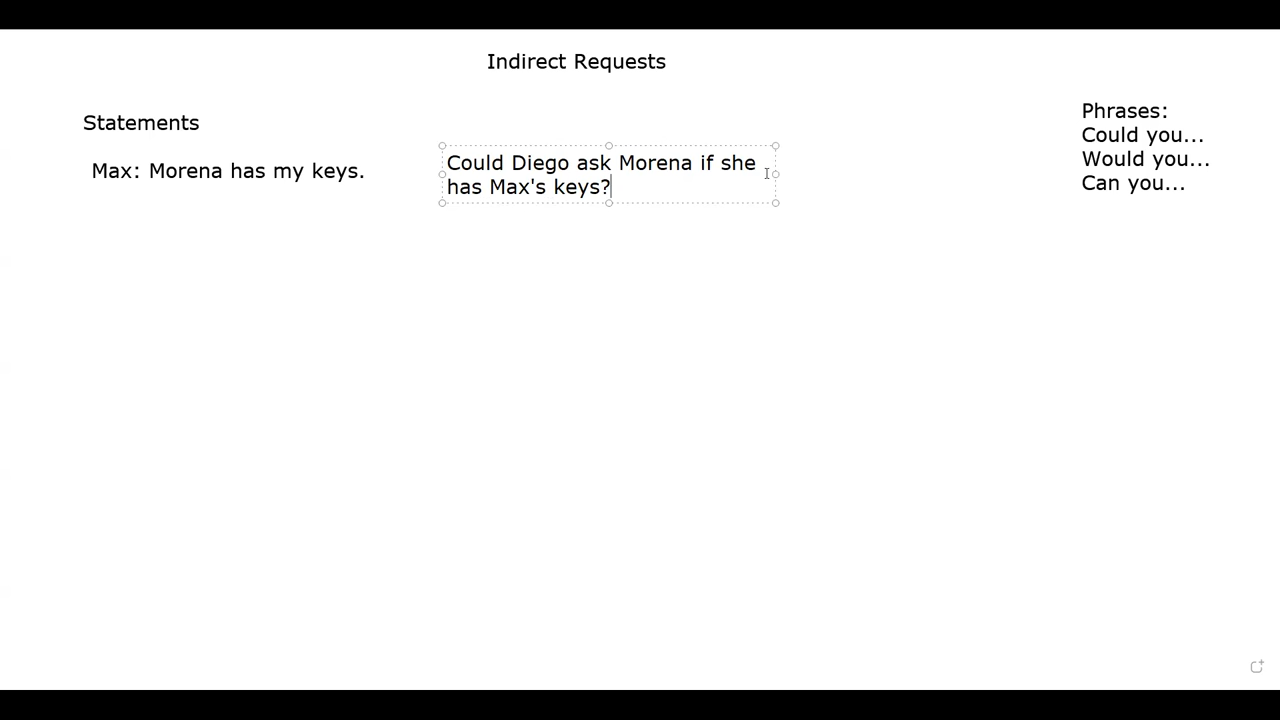 Indirect Requests
Statements
Max: Morena has my keys.
Could Diego ask Morena if she
has Max's keys?
Phrases:
Could you...
Would you...
Can you...